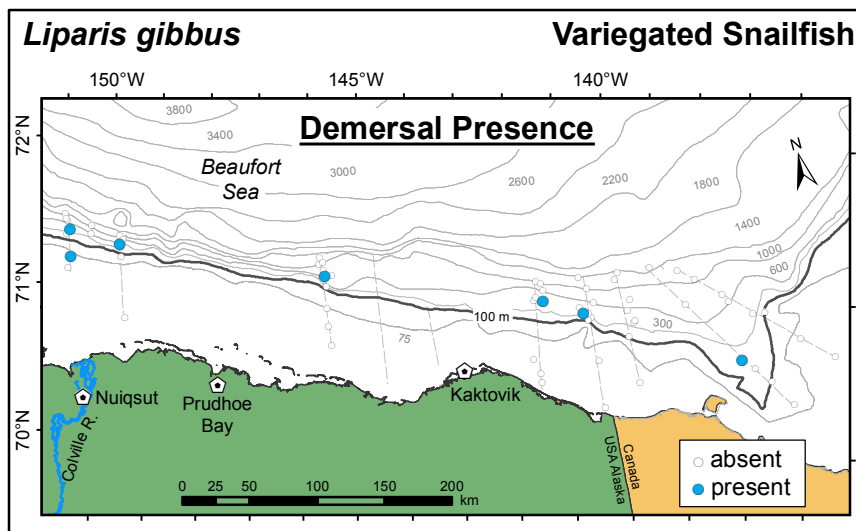 Liparis gibbus
Variegated Snailfish
150°W
145°W
140°W
72°N
71°N
70°N
3800
3400
Demersal Presence
N
Beaufort
Sea
3000
2600
2200
1800
1400
1000
600
300
100 m
75
Nuiqsut
Prudhoe
Bay
Kaktovik
Colville R.
USA Alaska
Canada
absent
present
0 25 50 100 150 200
km